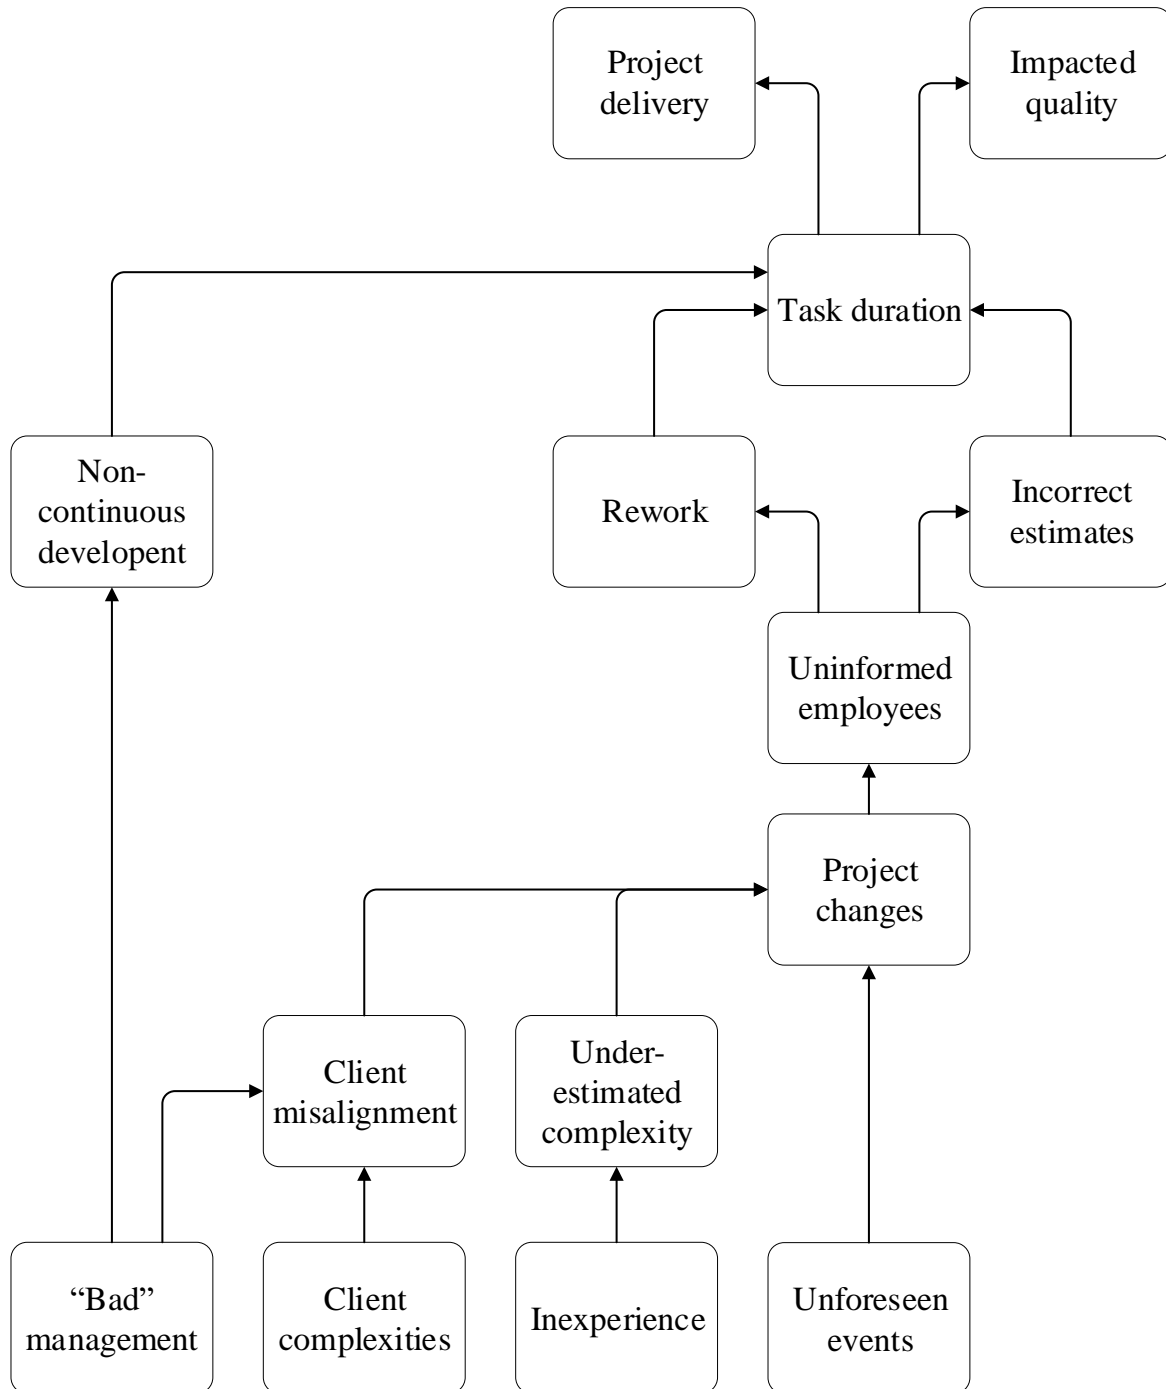 Project
delivery
Impacted
quality
Task duration
Non-
continuous
developent
Rework
Incorrect
estimates
Uninformed
employees
Project
changes
Client
misalignment
Under-
estimated
complexity
“Bad”
management
Client
complexities
Inexperience
Unforeseen
events